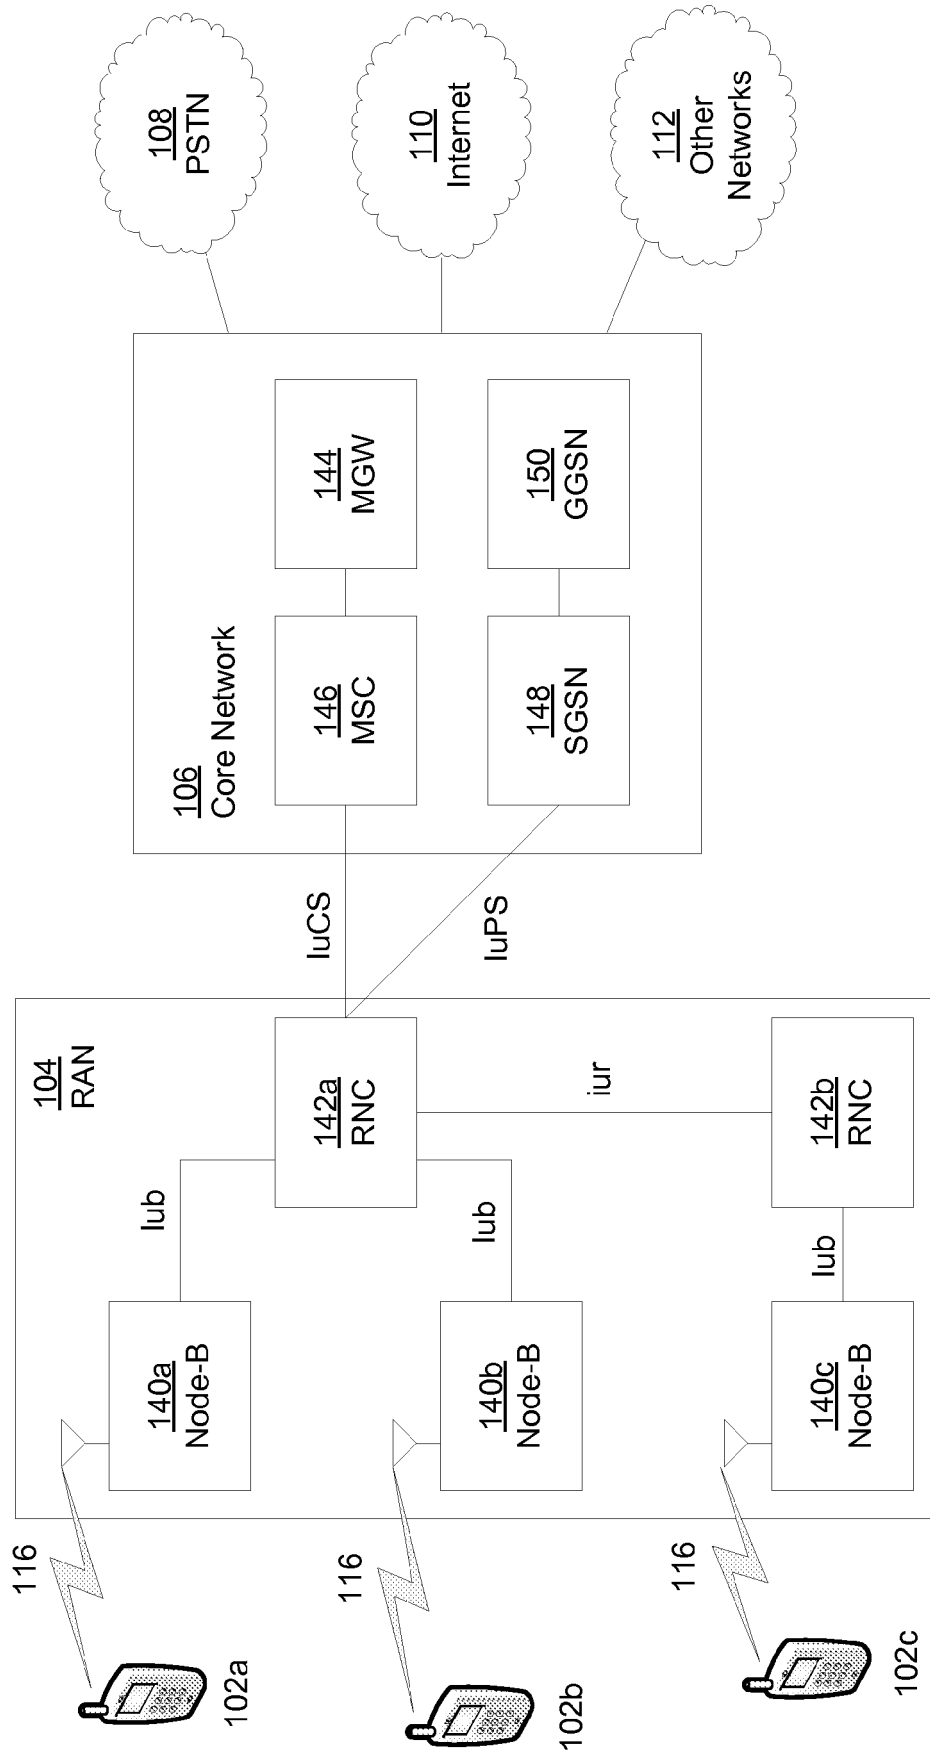 102a
116
104
RAN
140a
Node-B
Iub
142a
RNC
IuCS
IuPS
106
Core Network
146
MSC
144
MGW
148
SGSN
150
GGSN
108
PSTN
110
Internet
112
Other
Networks
102b
116
140b
Node-B
Iub
iur
102c
116
140c
Node-B
Iub
142b
RNC